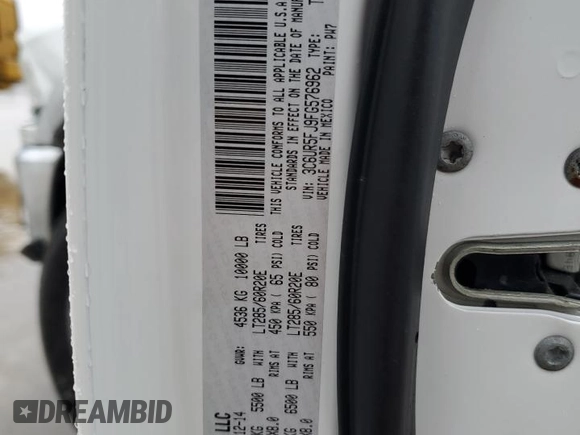 LLC
12-14
GVWR: 4536 KG 10000 LB
KG 5500 LB WITH LT285/60R20E TIRES
X8.0 RIMS AT 450 KPA ( 65 PSI) COLD
KG 6500 LB WITH LT285/60R20E TIRES
X8.0 RIMS AT 550 KPA ( 80 PSI) COLD
THIS VEHICLE CONFORMS TO ALL APPLICABLE U.S.A
STANDARDS IN EFFECT ON THE DATE OF MANUF
VIN: 3C6UR5FJ9FG576962 TYPE: T
VEHICLE MADE IN MEXICO PAINT: PW7
AUTOBIDMASTER